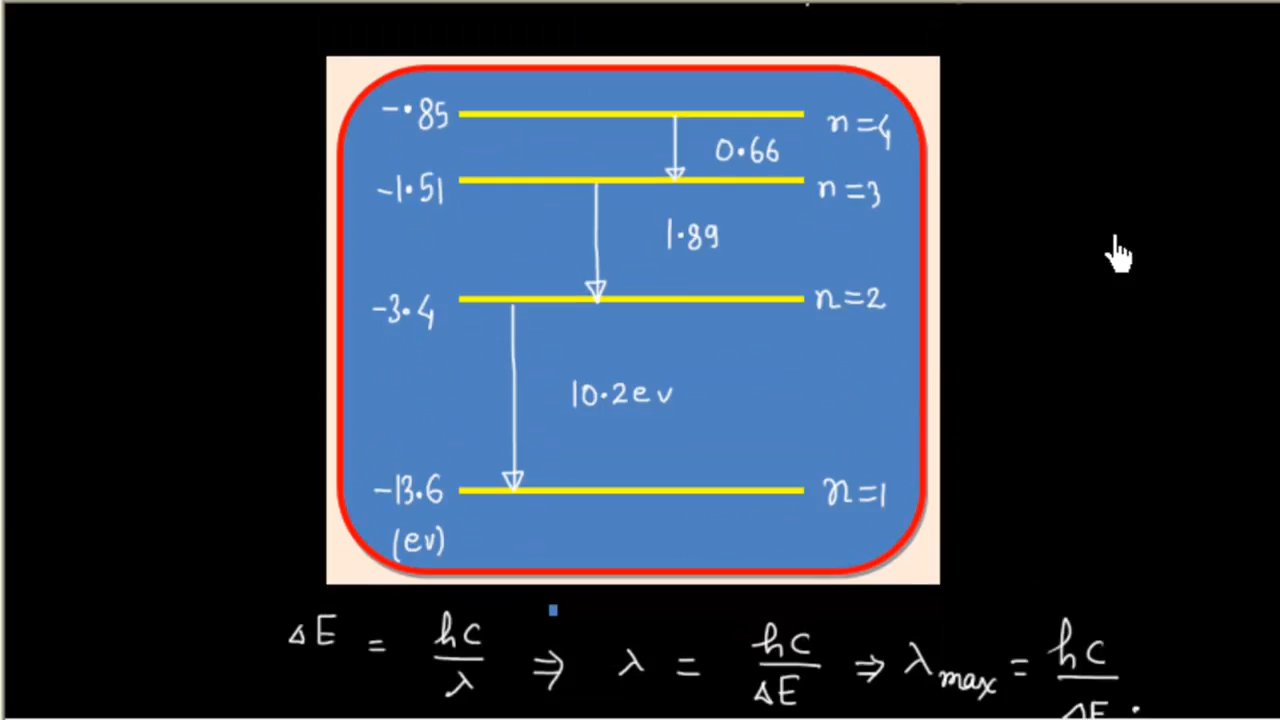 -.85 n=4
0.66
-1.51 n=3
1.89
-3.4 n=2
10.2ev
-13.6 n=1
(ev)
ΔE = hc/λ ⇒ λ = hc/ΔE ⇒ λmax = hc/ΔE